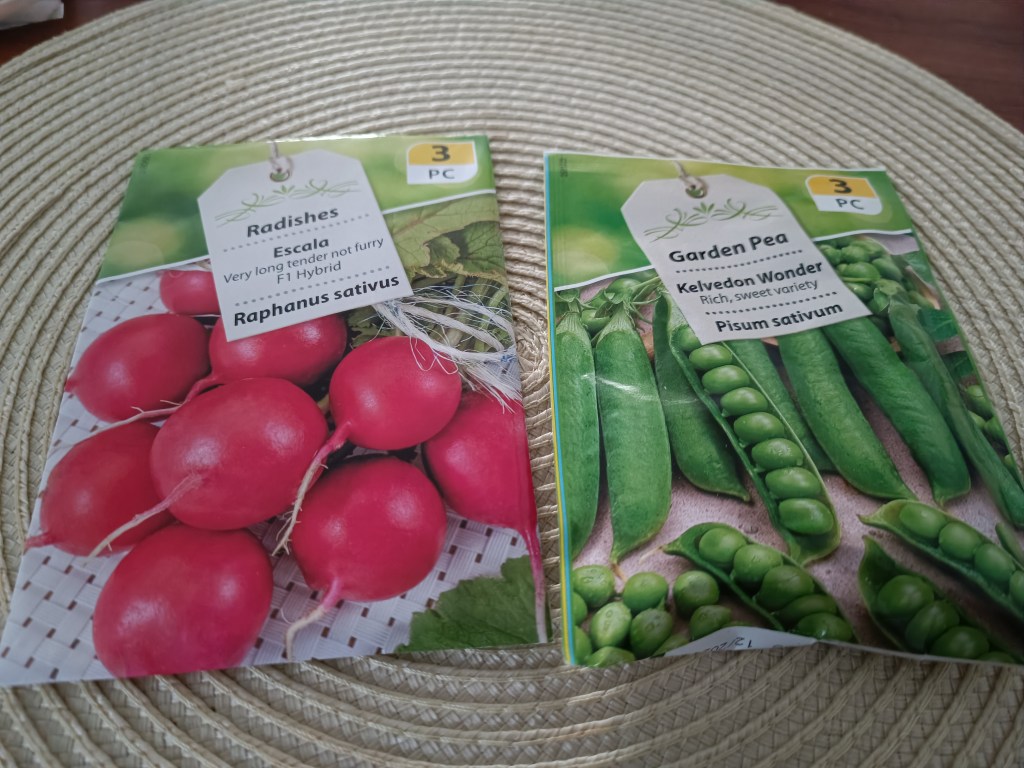 3
PC
Radishes
Escala
Very long tender not furry
F1 Hybrid
Raphanus sativus
3
PC
Garden Pea
Kelvedon Wonder
Rich, sweet variety
Pisum sativum